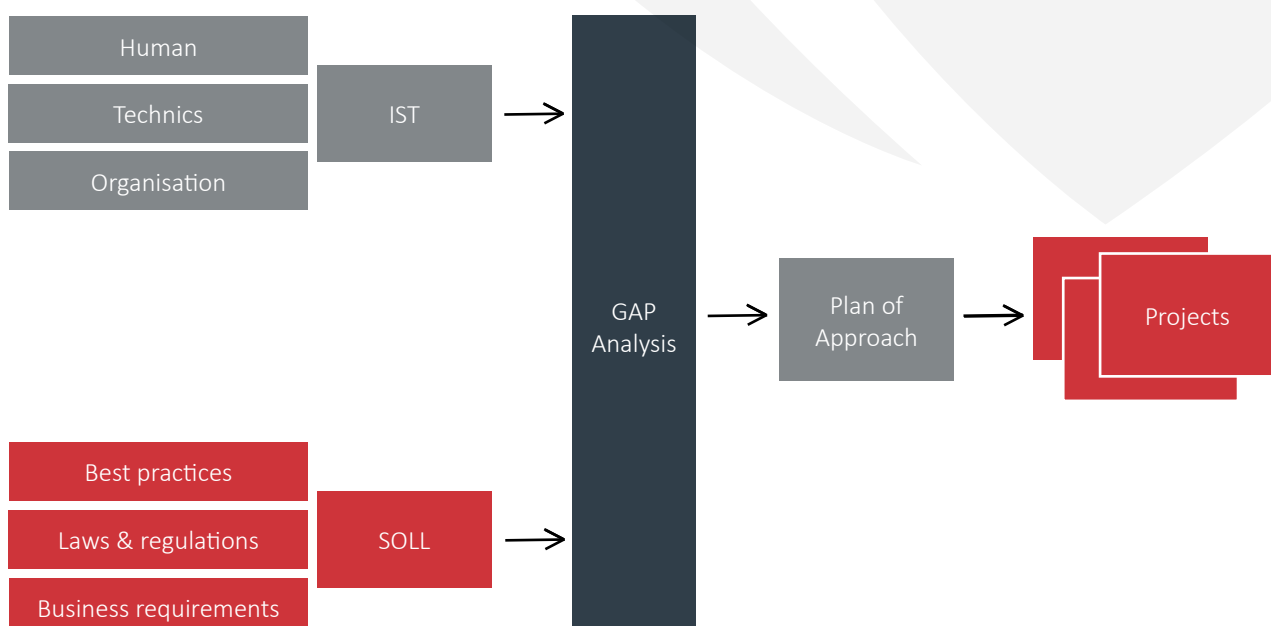 Human
Technics
Organisation
IST
GAP
Analysis
Plan of
Approach
Projects
Best practices
Laws & regulations
Business requirements
SOLL